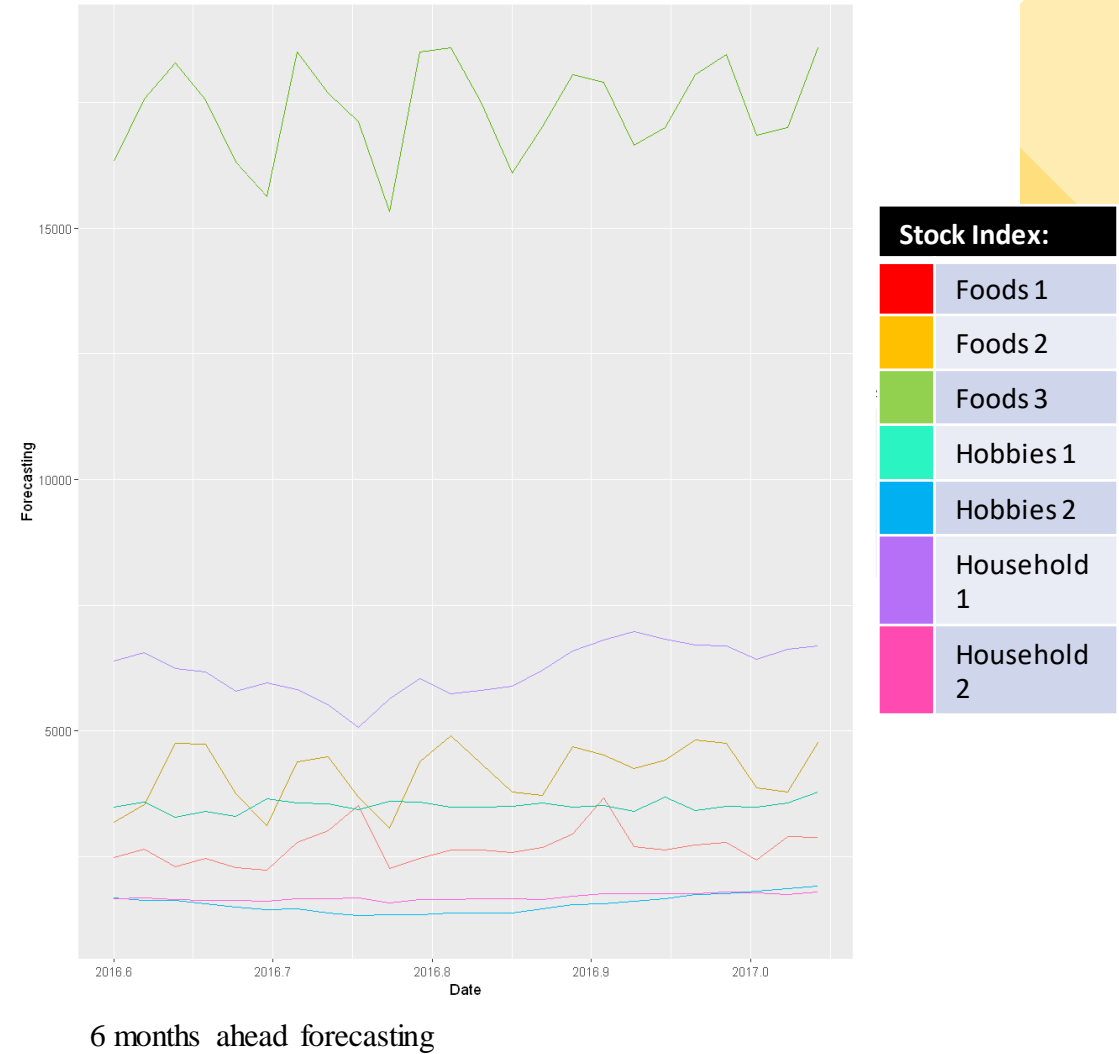 15000
10000
5000
Forecasting
2016.6
2016.7
2016.8
2016.9
2017.0
Date
Stock Index:
Foods 1
Foods 2
Foods 3
Hobbies 1
Hobbies 2
Household
1
Household
2
6 months ahead forecasting